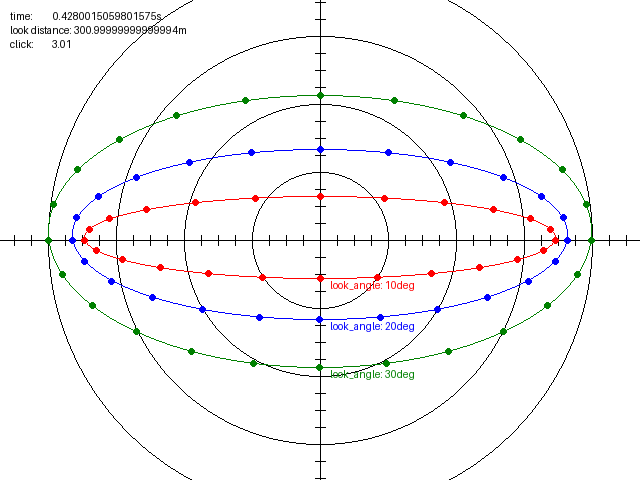 time: 0.4280015059801575s
look distance: 300.99999999999994m
click: 3.01
look_angle: 10deg
look_angle: 20deg
look_angle: 30deg